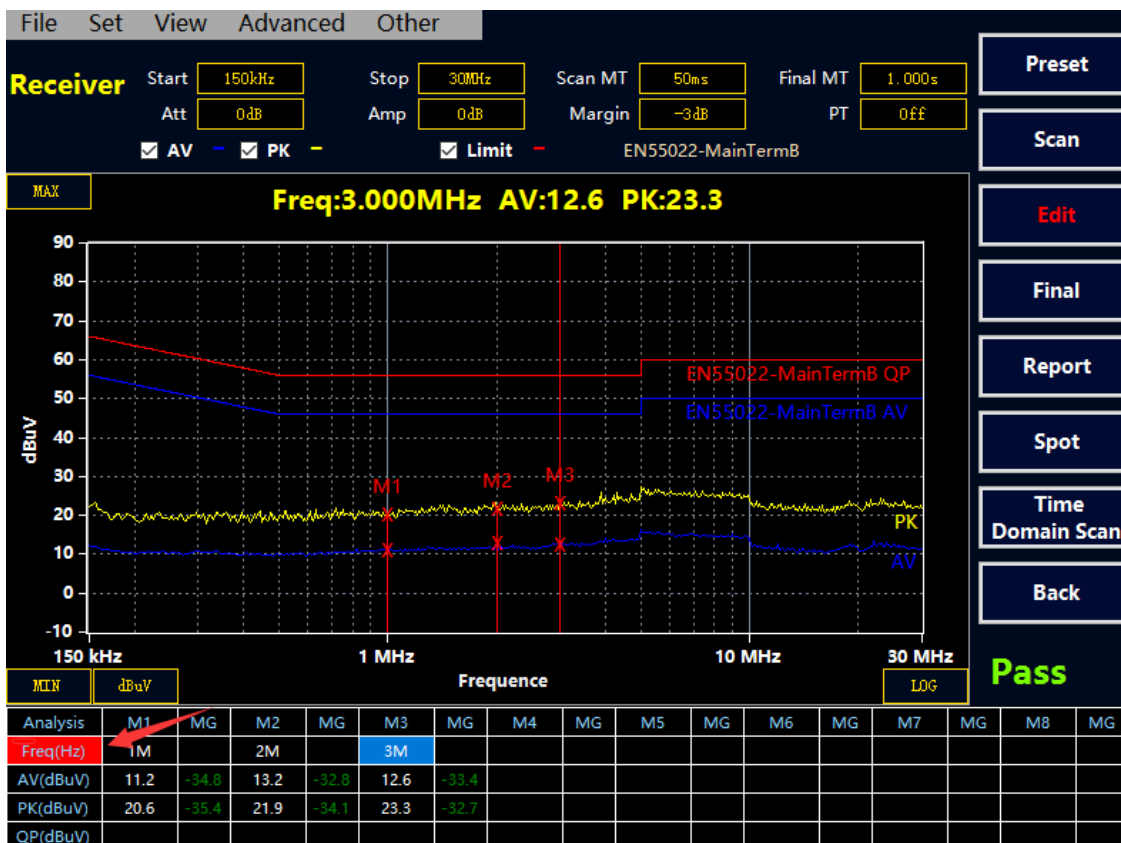 File Set View Advanced Other
Receiver Start 150kHz Stop 30MHz Scan MT 50ms Final MT 1.000s
Att 0dB Amp 0dB Margin -3dB PT Off
AV PK Limit EN55022-MainTermB
MAX
Freq:3.000MHz AV:12.6 PK:23.3
90
80
70
60
50
40
30
20
10
0
-10
dBuV
EN55022-MainTermB QP
EN55022-MainTermB AV
M1 M2 M3
PK
AV
150 kHz 1 MHz 10 MHz 30 MHz
MIN dBuV Frequence LOG
Preset
Scan
Edit
Final
Report
Spot
Time
Domain Scan
Back
Pass
Analysis M1 MG M2 MG M3 MG M4 MG M5 MG M6 MG M7 MG M8 MG
Freq(Hz) 1M 2M 3M
AV(dBuV) 11.2 -34.8 13.2 -32.8 12.6 -33.4
PK(dBuV) 20.6 -35.4 21.9 -34.1 23.3 -32.7
QP(dBuV)